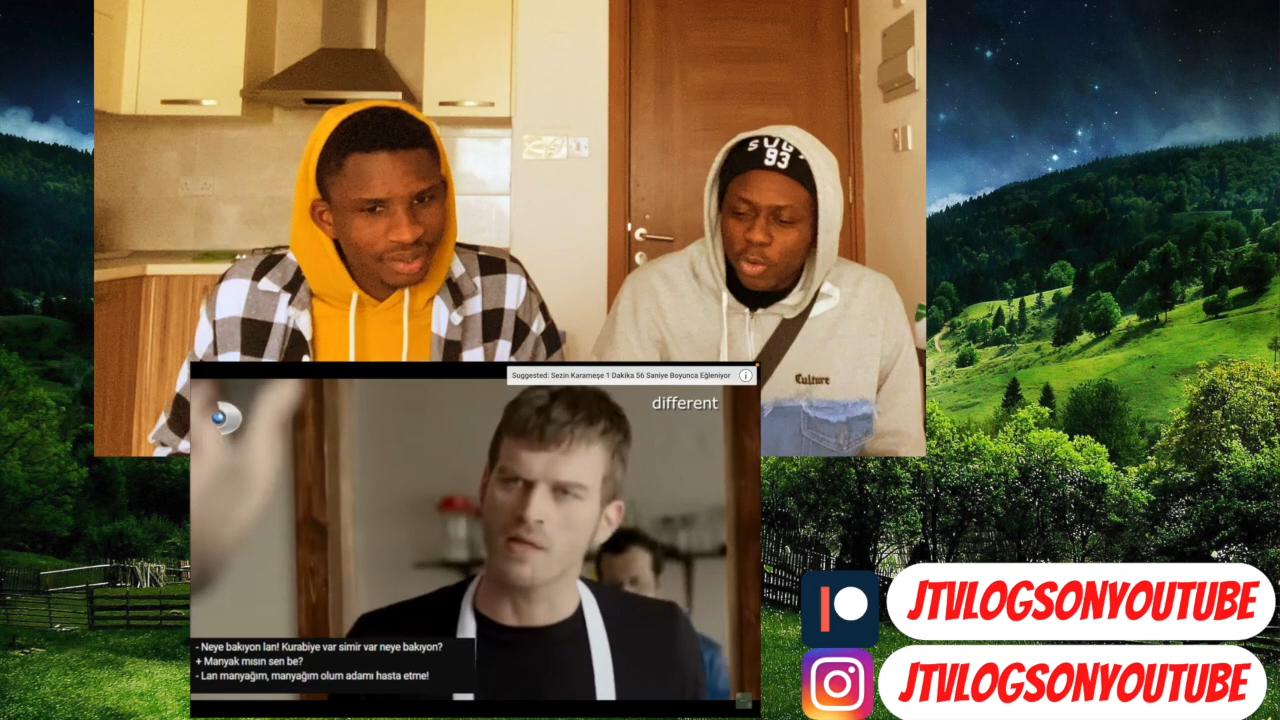 SUG
93
Culture
Suggested: Sezin Karameşe 1 Dakika 56 Saniye Boyunca Eğleniyor
different
- Neye bakıyon lan! Kurabiye var simir var neye bakıyon?
+ Manyak mısın sen be?
- Lan manyağım, manyağım olum adamı hasta etme!
JTVLOGSONYOUTUBE
JTVLOGSONYOUTUBE